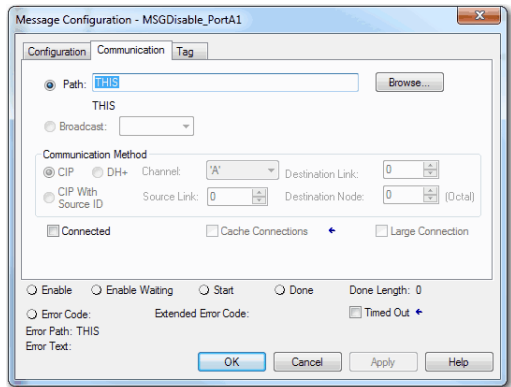 Message Configuration - MSGDisable_PortA1
Configuration Communication Tag
Path: THIS Browse...
THIS
Broadcast:
Communication Method
CIP DH+ Channel: 'A' Destination Link: 0
CIP With Source ID Source Link: 0 Destination Node: 0 (Octal)
Connected Cache Connections ← Large Connection
Enable Enable Waiting Start Done Done Length: 0
Error Code: Extended Error Code: Timed Out ←
Error Path: THIS
Error Text:
OK Cancel Apply Help